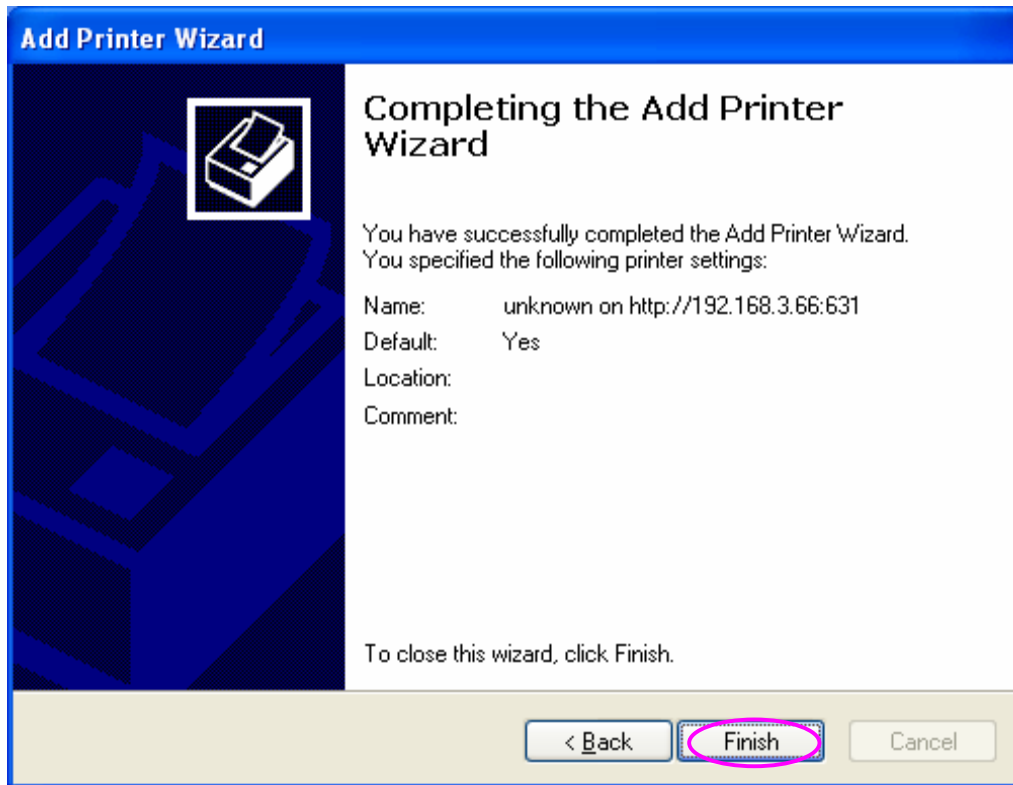 Add Printer Wizard
Completing the Add Printer
Wizard
You have successfully completed the Add Printer Wizard.
You specified the following printer settings:
Name: unknown on http://192.168.3.66:631
Default: Yes
Location:
Comment:
To close this wizard, click Finish.
< Back Finish Cancel